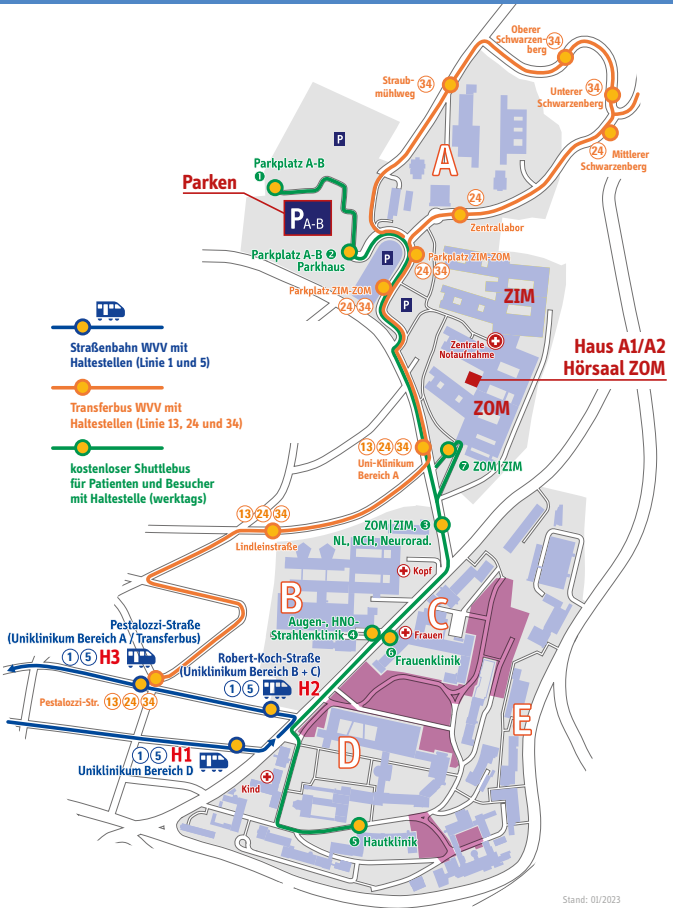 Oberer
Schwarzen-
berg
34
Straub-
mühlweg
34
Unterer
Schwarzenberg
34
24
Mittlerer
Schwarzenberg
P
A
Parkplatz A-B
1
Parken
P A-B
24
Zentrallabor
Parkplatz A-B 2
Parkhaus
P
Parkplatz ZIM-ZOM
24 34
Parkplatz ZIM-ZOM
24 34
P
ZIM
Zentrale
Notaufnahme
Haus A1/A2
Hörsaal ZOM
ZOM
Straßenbahn WVV mit
Haltestellen (Linie 1 und 5)
Transferbus WVV mit
Haltestellen (Linie 13, 24 und 34)
kostenloser Shuttlebus
für Patienten und Besucher
mit Haltestelle (werktags)
13 24 34
Uni-Klinikum
Bereich A
7 ZOM|ZIM
13 24 34
Lindleinstraße
ZOM|ZIM, 3
NL, NCH, Neurorad.
Kopf
B
C
Augen-, HNO-
Strahlenklinik 4
Frauen
6
Frauenklinik
Pestalozzi-Straße
(Uniklinikum Bereich A / Transferbus)
1 5 H3
Robert-Koch-Straße
(Uniklinikum Bereich B + C)
1 5 H2
Pestalozzi-Str. 13 24 34
E
D
1 5 H1
Uniklinikum Bereich D
Kind
5 Hautklinik
Stand: 01/2023